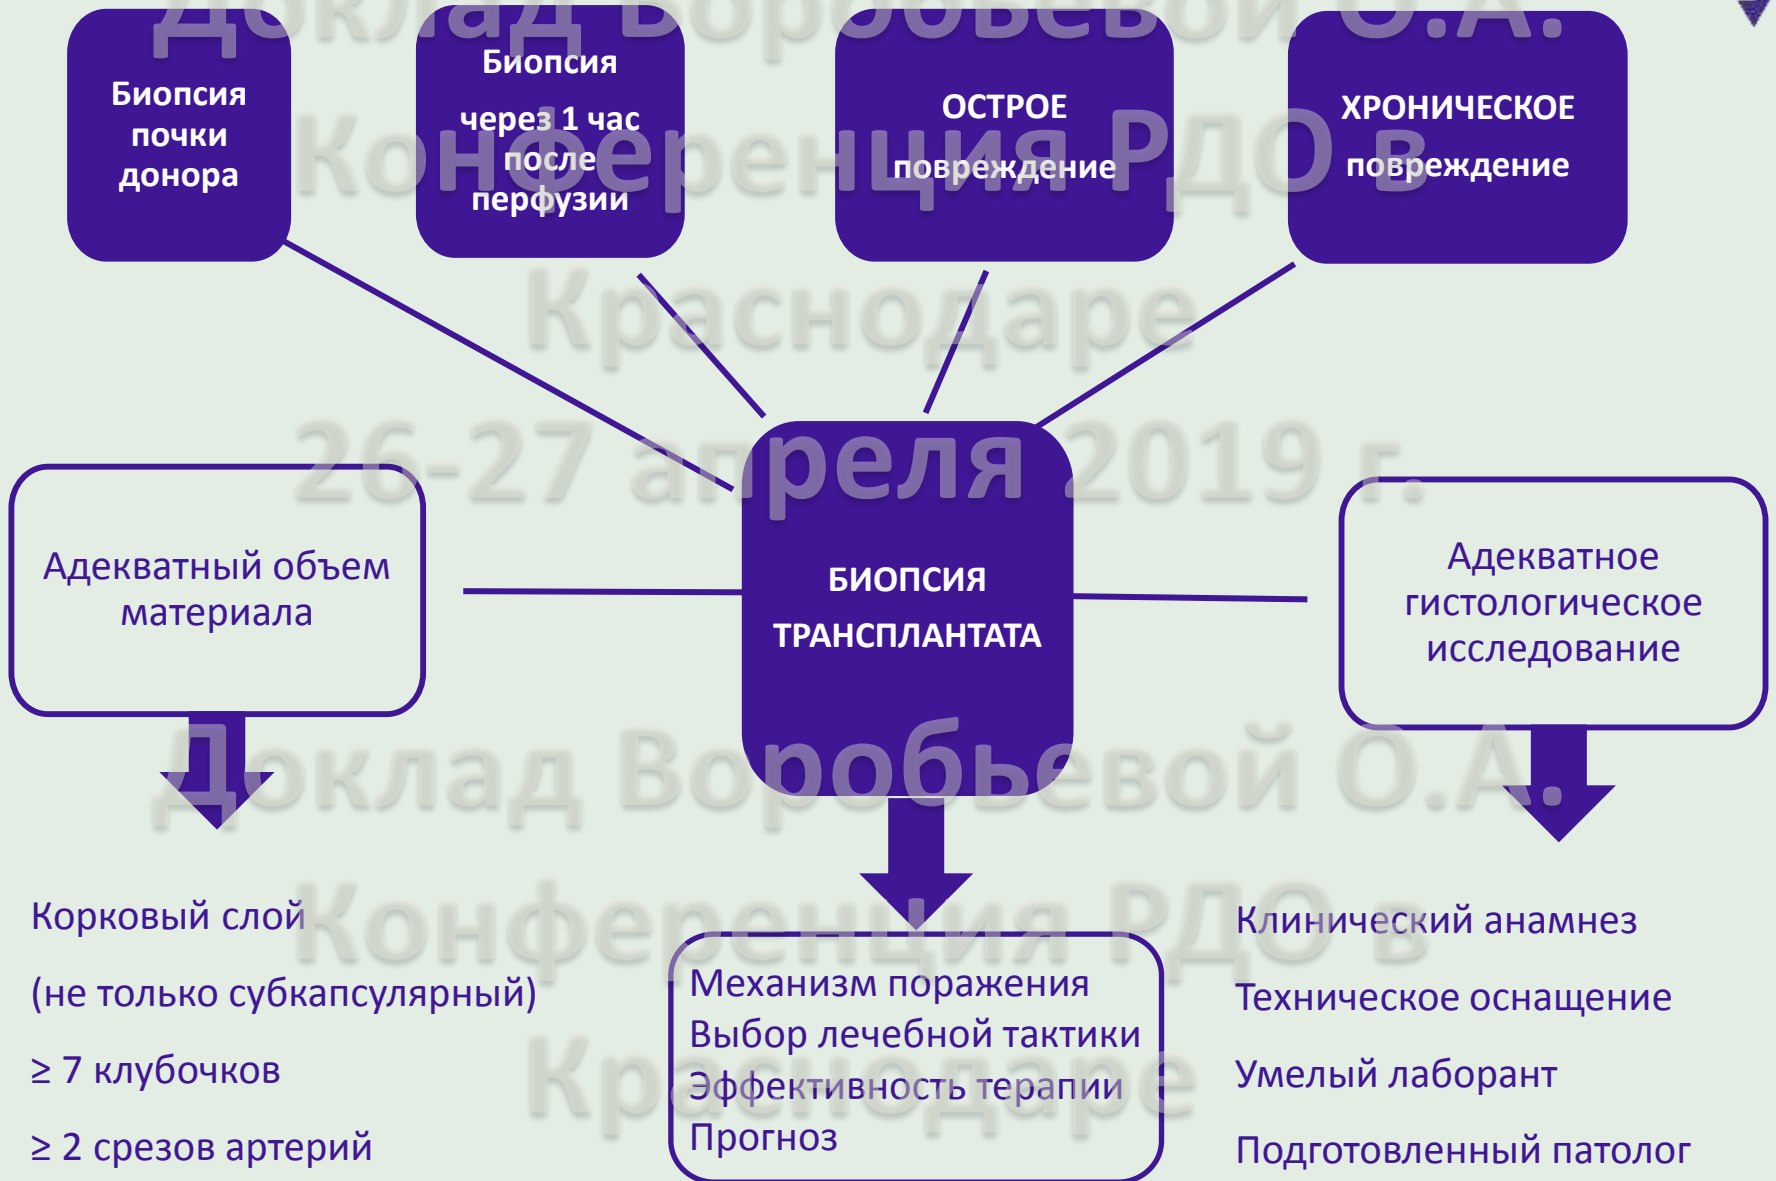 Доклад Воробьевой О.А.
Биопсия
почки
донора
Биопсия
через 1 час
после
перфузии
ОСТРОЕ
повреждение
ХРОНИЧЕСКОЕ
повреждение
Конференция РДО в
Краснодаре
26-27 апреля 2019 г.
Адекватный объем
материала
БИОПСИЯ
ТРАНСПЛАНТАТА
Адекватное
гистологическое
исследование
Доклад Воробьевой О.А.
Конференция РДО в
Краснодаре
Корковый слой
(не только субкапсулярный)
≥ 7 клубочков
≥ 2 срезов артерий
Механизм поражения
Выбор лечебной тактики
Эффективность терапии
Прогноз
Клинический анамнез
Техническое оснащение
Умелый лаборант
Подготовленный патолог